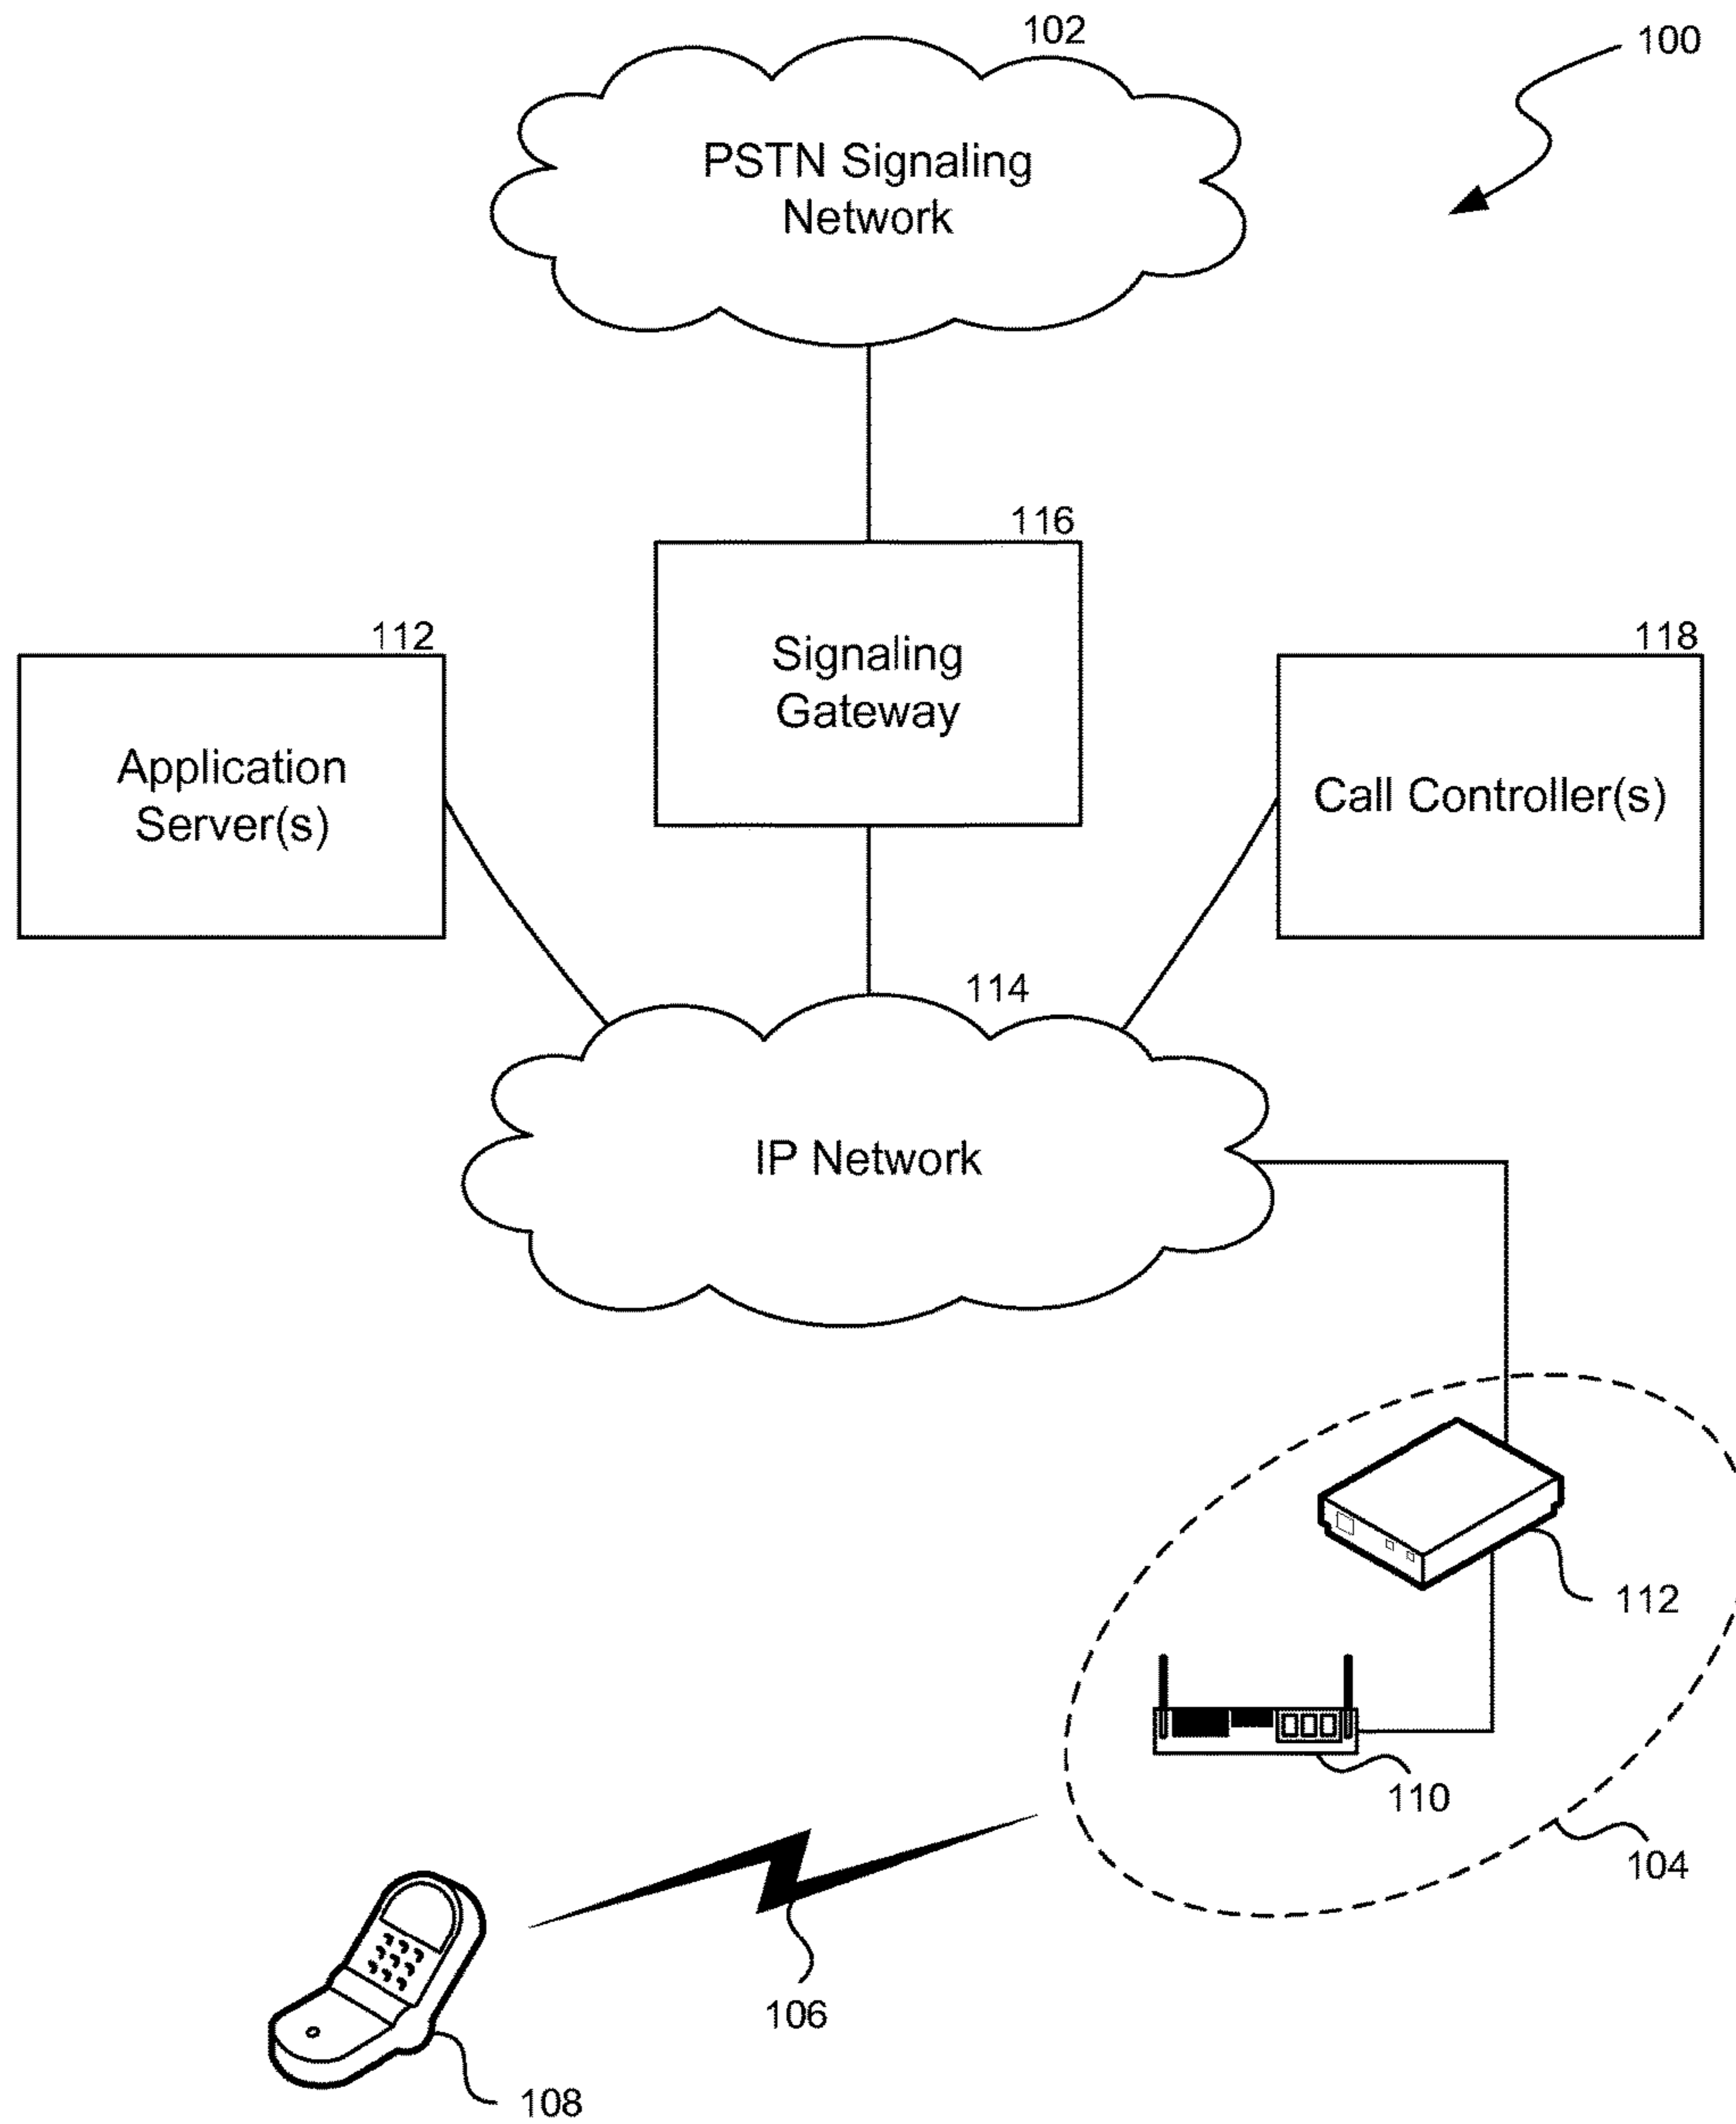 102
100
PSTN Signaling
Network
116
112
118
Signaling
Gateway
Application
Server(s)
Call Controller(s)
114
IP Network
112
110
104
106
108